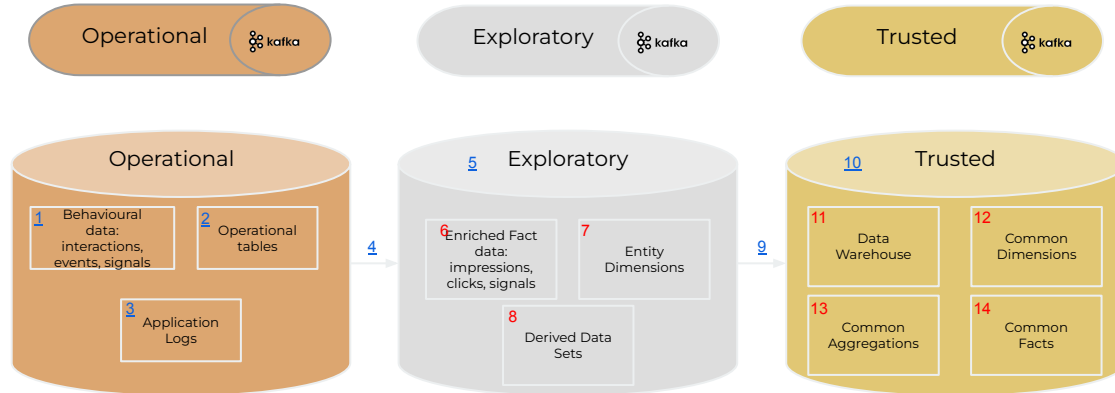 Operational
kafka
Exploratory
kafka
Trusted
kafka
Operational
1
Behavioural
data:
interactions,
events, signals
2
Operational
tables
3
Application
Logs
4
5
Exploratory
6
Enriched Fact
data:
impressions,
clicks, signals
7
Entity
Dimensions
8
Derived Data
Sets
9
10
Trusted
11
Data
Warehouse
12
Common
Dimensions
13
Common
Aggregations
14
Common
Facts